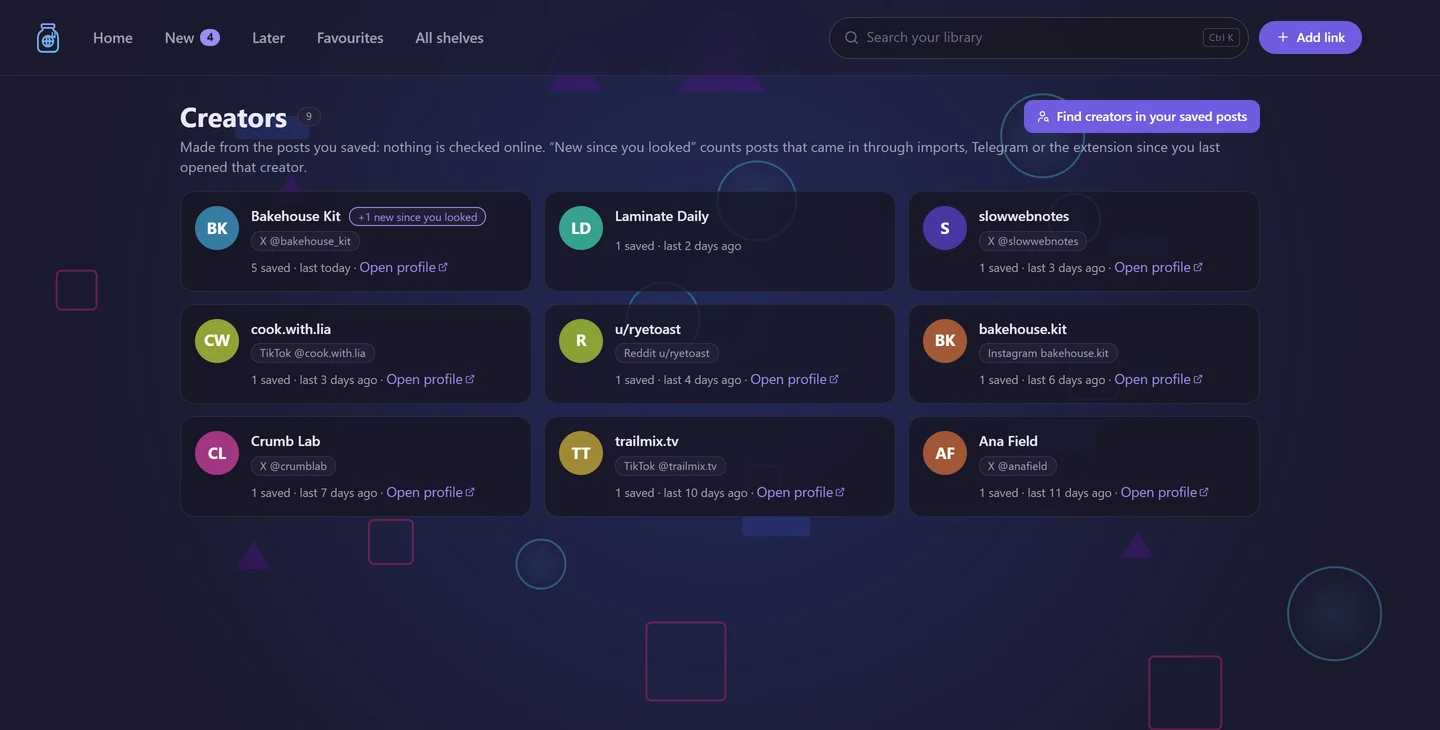 Home
New 4
Later
Favourites
All shelves
Search your library
Ctrl K
Add link
Creators 9
Find creators in your saved posts
Made from the posts you saved: nothing is checked online. “New since you looked” counts posts that came in through imports, Telegram or the extension since you last
opened that creator.
BK
Bakehouse Kit +1 new since you looked
X @bakehouse_kit
5 saved · last today · Open profile
LD
Laminate Daily
1 saved · last 2 days ago
S
slowwebnotes
X @slowwebnotes
1 saved · last 3 days ago · Open profile
CW
cook.with.lia
TikTok @cook.with.lia
1 saved · last 3 days ago · Open profile
R
u/ryetoast
Reddit u/ryetoast
1 saved · last 4 days ago · Open profile
BK
bakehouse.kit
Instagram bakehouse.kit
1 saved · last 6 days ago · Open profile
CL
Crumb Lab
X @crumblab
1 saved · last 7 days ago · Open profile
TT
trailmix.tv
TikTok @trailmix.tv
1 saved · last 10 days ago · Open profile
AF
Ana Field
X @anafield
1 saved · last 11 days ago · Open profile